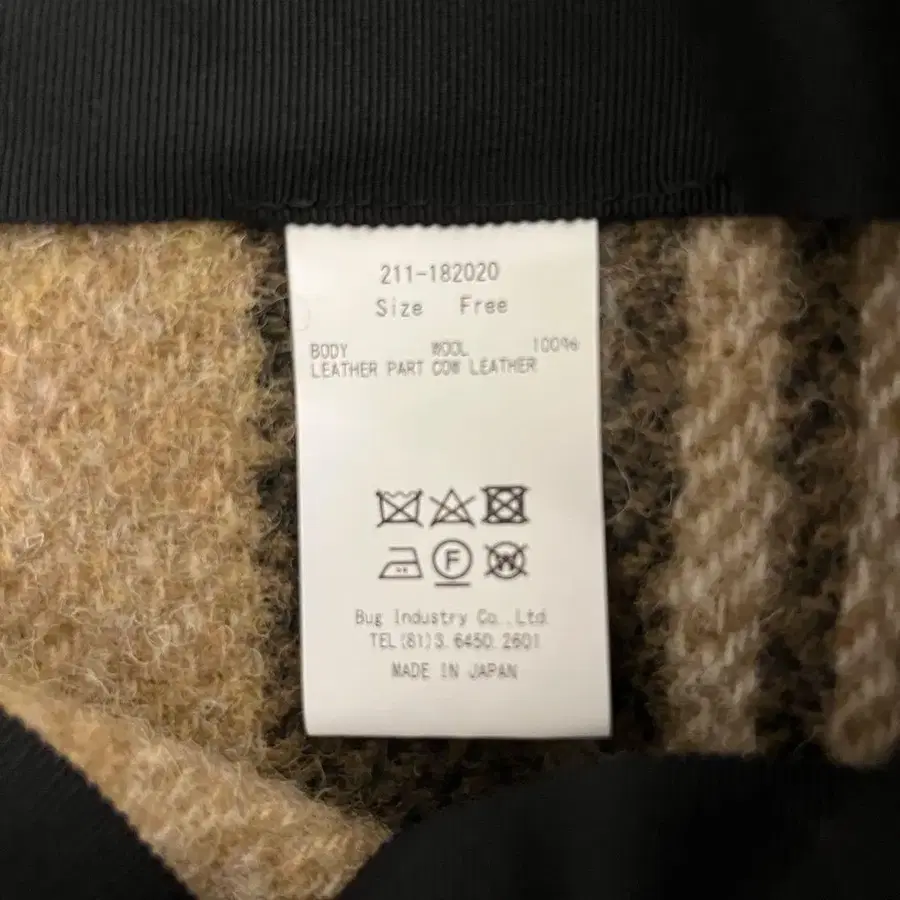 211-182020
Size Free
BODY WOOL 100%
LEATHER PART COW LEATHER
F
W
Bug Industry Co.,Ltd.
TEL(81)3.6450.2601
MADE IN JAPAN